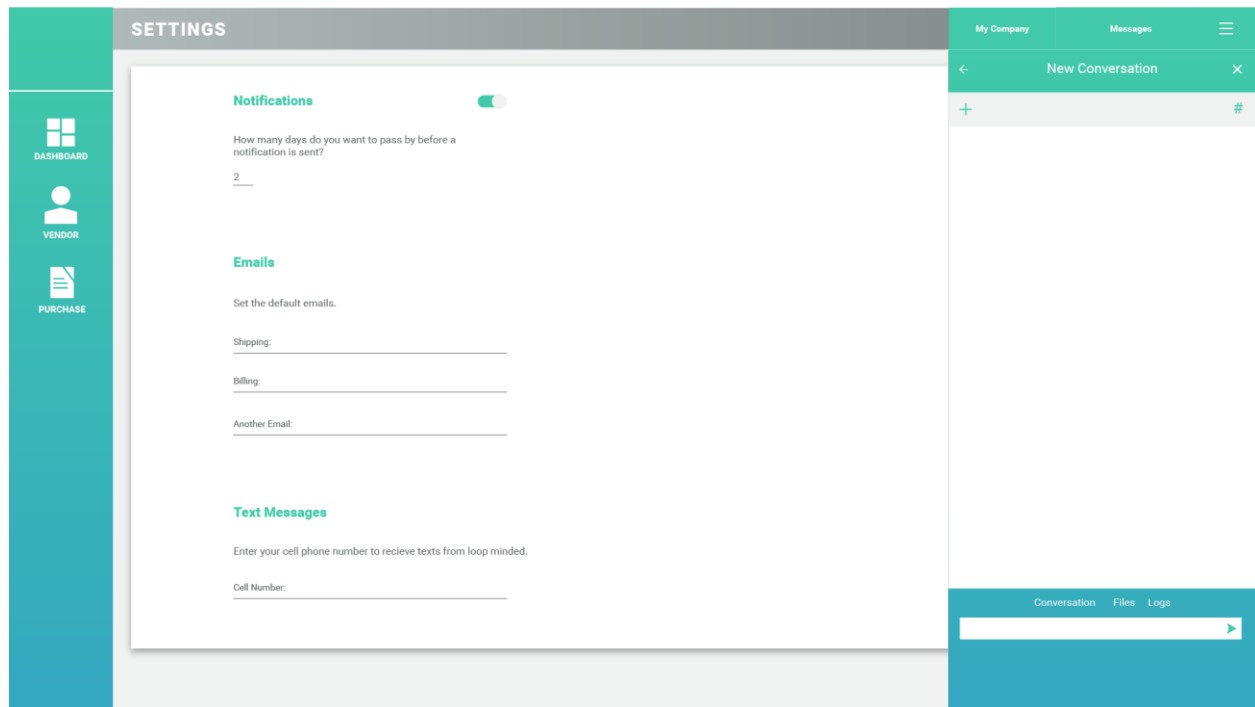 SETTINGS
My Company
Messages
New Conversation
#
DASHBOARD
VENDOR
PURCHASE
Notifications
How many days do you want to pass by before a
notification is sent?
2
Emails
Set the default emails.
Shipping:
Billing:
Another Email:
Text Messages
Enter your cell phone number to recieve texts from loop minded.
Cell Number:
Conversation Files Logs